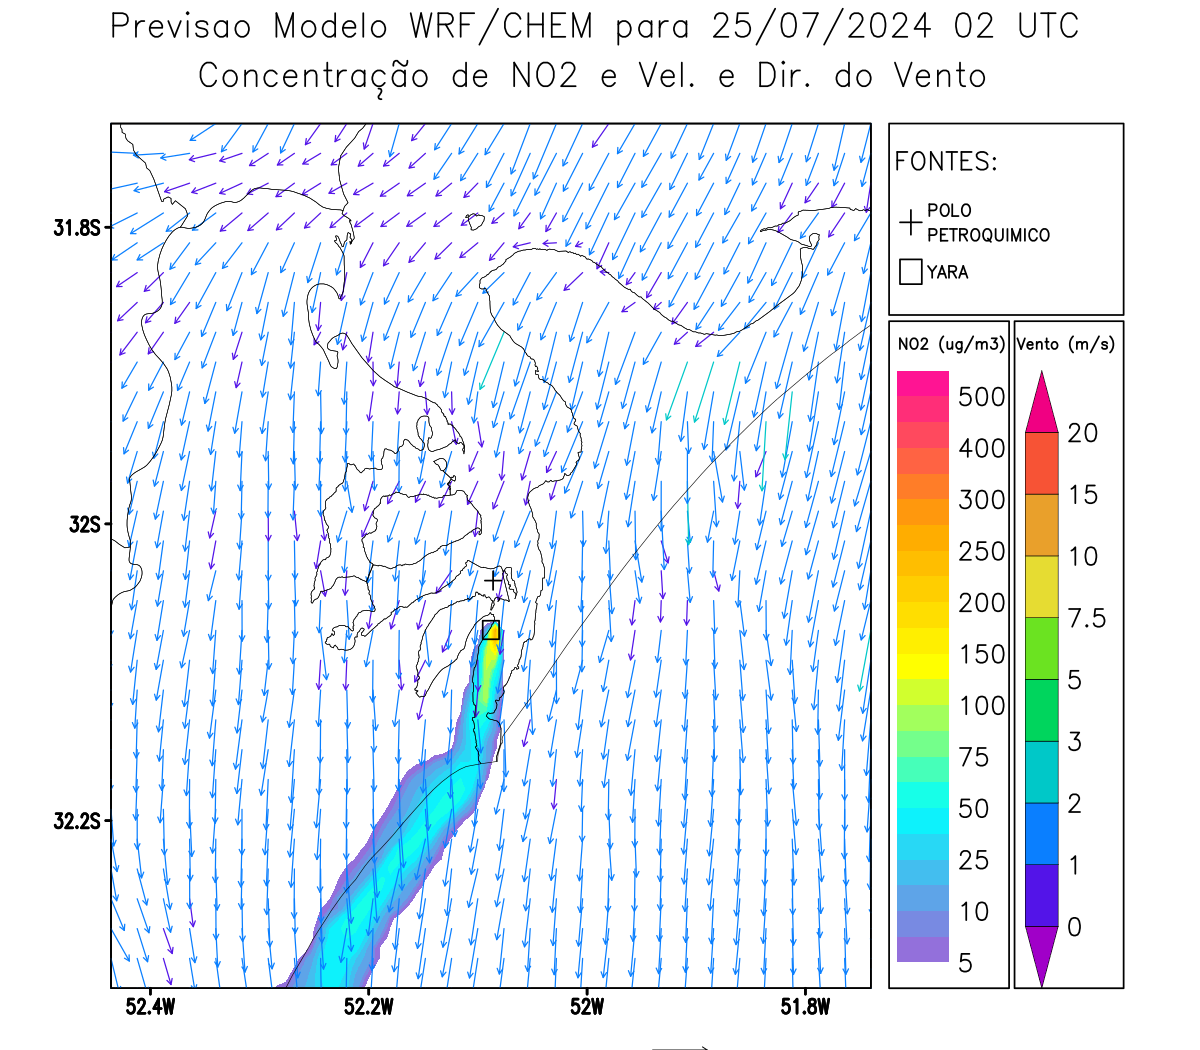 Previsao Modelo WRF/CHEM para 25/07/2024 02 UTC
Concentração de NO2 e Vel. e Dir. do Vento
FONTES:
POLO
PETROQUIMICO
YARA
NO2 (ug/m3)
500
400
300
250
200
150
100
75
50
25
10
5
Vento (m/s)
20
15
10
7.5
5
3
2
1
0
31.8S
32S
32.2S
52.4W
52.2W
52W
51.8W